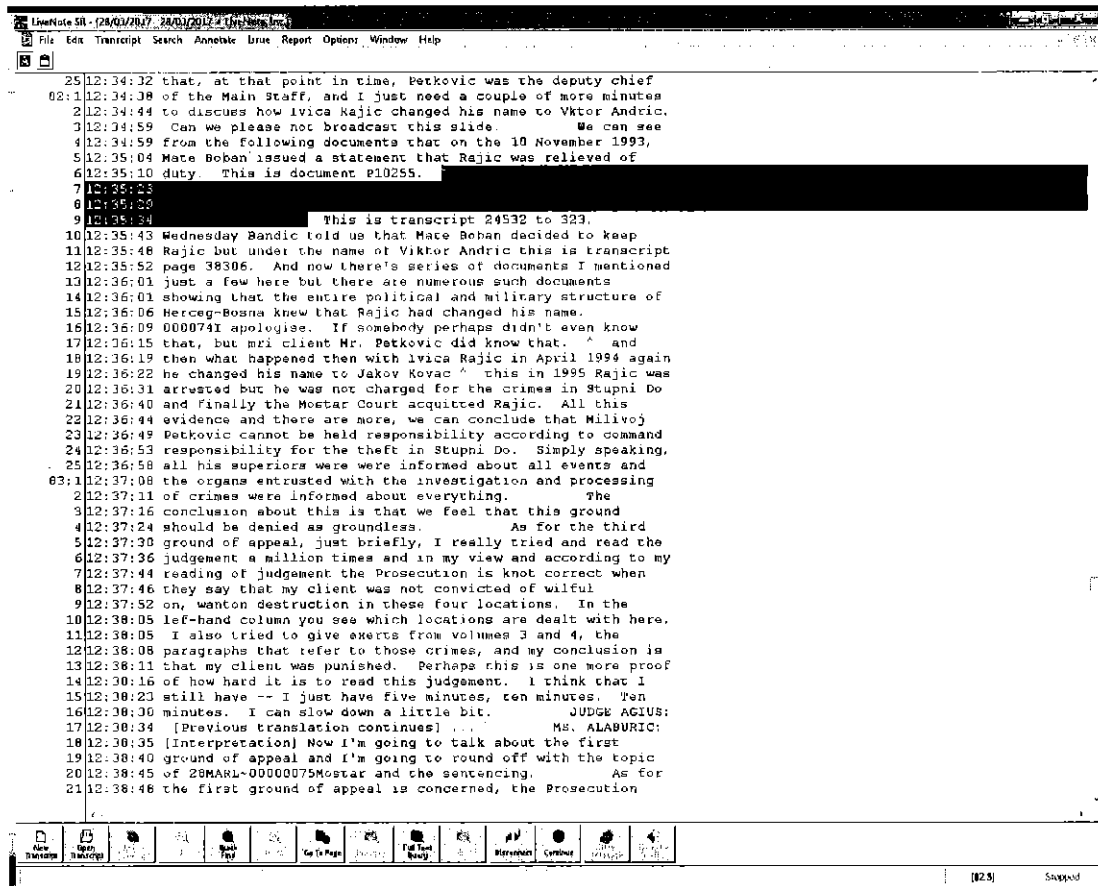 LiveNote SR - (28/03/2017 - 28/03/2017 - LiveNote Inc.)
File Edit Transcript Search Annotate Issue Report Options Window Help
25 12:34:32 that, at that point in time, Petkovic was the deputy chief
82:1 12:34:38 of the Main Staff, and I just need a couple of more minutes
2 12:34:44 to discuss how Ivica Rajic changed his name to Vktor Andric.
3 12:34:59 Can we please not broadcast this slide. We can see
4 12:34:59 from the following documents that on the 10 November 1993,
5 12:35:04 Mate Boban issued a statement that Rajic was relieved of
6 12:35:10 duty. This is document P10255.
7 12:35:23
8 12:35:29
9 12:35:34 This is transcript 24532 to 323.
10 12:35:43 Wednesday Bandic told us that Mate Boban decided to keep
11 12:35:48 Rajic but under the name of Viktor Andric this is transcript
12 12:35:52 page 38306. And now there's series of documents I mentioned
13 12:36:01 just a few here but there are numerous such documents
14 12:36:01 showing that the entire political and military structure of
15 12:36:06 Herceg-Bosna knew that Rajic had changed his name.
16 12:36:09 000074I apologise. If somebody perhaps didn't even know
17 12:36:15 that, but mri client Mr. Petkovic did know that. ^ and
18 12:36:19 then what happened then with Ivica Rajic in April 1994 again
19 12:36:22 he changed his name to Jakov Kovac ^ this in 1995 Rajic was
20 12:36:31 arrested but he was not charged for the crimes in Stupni Do
21 12:36:40 and finally the Mostar Court acquitted Rajic. All this
22 12:36:44 evidence and there are more, we can conclude that Milivoj
23 12:36:49 Petkovic cannot be held responsibility according to command
24 12:36:53 responsibility for the theft in Stupni Do. Simply speaking,
25 12:36:58 all his superiors were were informed about all events and
83:1 12:37:08 the organs entrusted with the investigation and processing
2 12:37:11 of crimes were informed about everything. The
3 12:37:16 conclusion about this is that we feel that this ground
4 12:37:24 should be denied as groundless. As for the third
5 12:37:30 ground of appeal, just briefly, I really tried and read the
6 12:37:36 judgement a million times and in my view and according to my
7 12:37:44 reading of judgement the Prosecution is knot correct when
8 12:37:46 they say that my client was not convicted of wilful
9 12:37:52 on, wanton destruction in these four locations. In the
10 12:38:05 lef-hand column you see which locations are dealt with here.
11 12:38:05 I also tried to give exerts from volumes 3 and 4, the
12 12:38:08 paragraphs that refer to those crimes, and my conclusion is
13 12:38:11 that my client was punished. Perhaps this is one more proof
14 12:38:16 of how hard it is to read this judgement. I think that I
15 12:38:23 still have -- I just have five minutes, ten minutes. Ten
16 12:38:30 minutes. I can slow down a little bit. JUDGE AGIUS:
17 12:38:34 [Previous translation continues] ... MS. ALABURIC:
18 12:38:35 [Interpretation] Now I'm going to talk about the first
19 12:38:40 ground of appeal and I'm going to round off with the topic
20 12:38:45 of 28MARL~00000075Mostar and the sentencing. As for
21 12:38:48 the first ground of appeal is concerned, the Prosecution
New Transcript Open Transcript Quick Find Go To Page Full Text Query Disconnect Continue
[82:5] Stopped